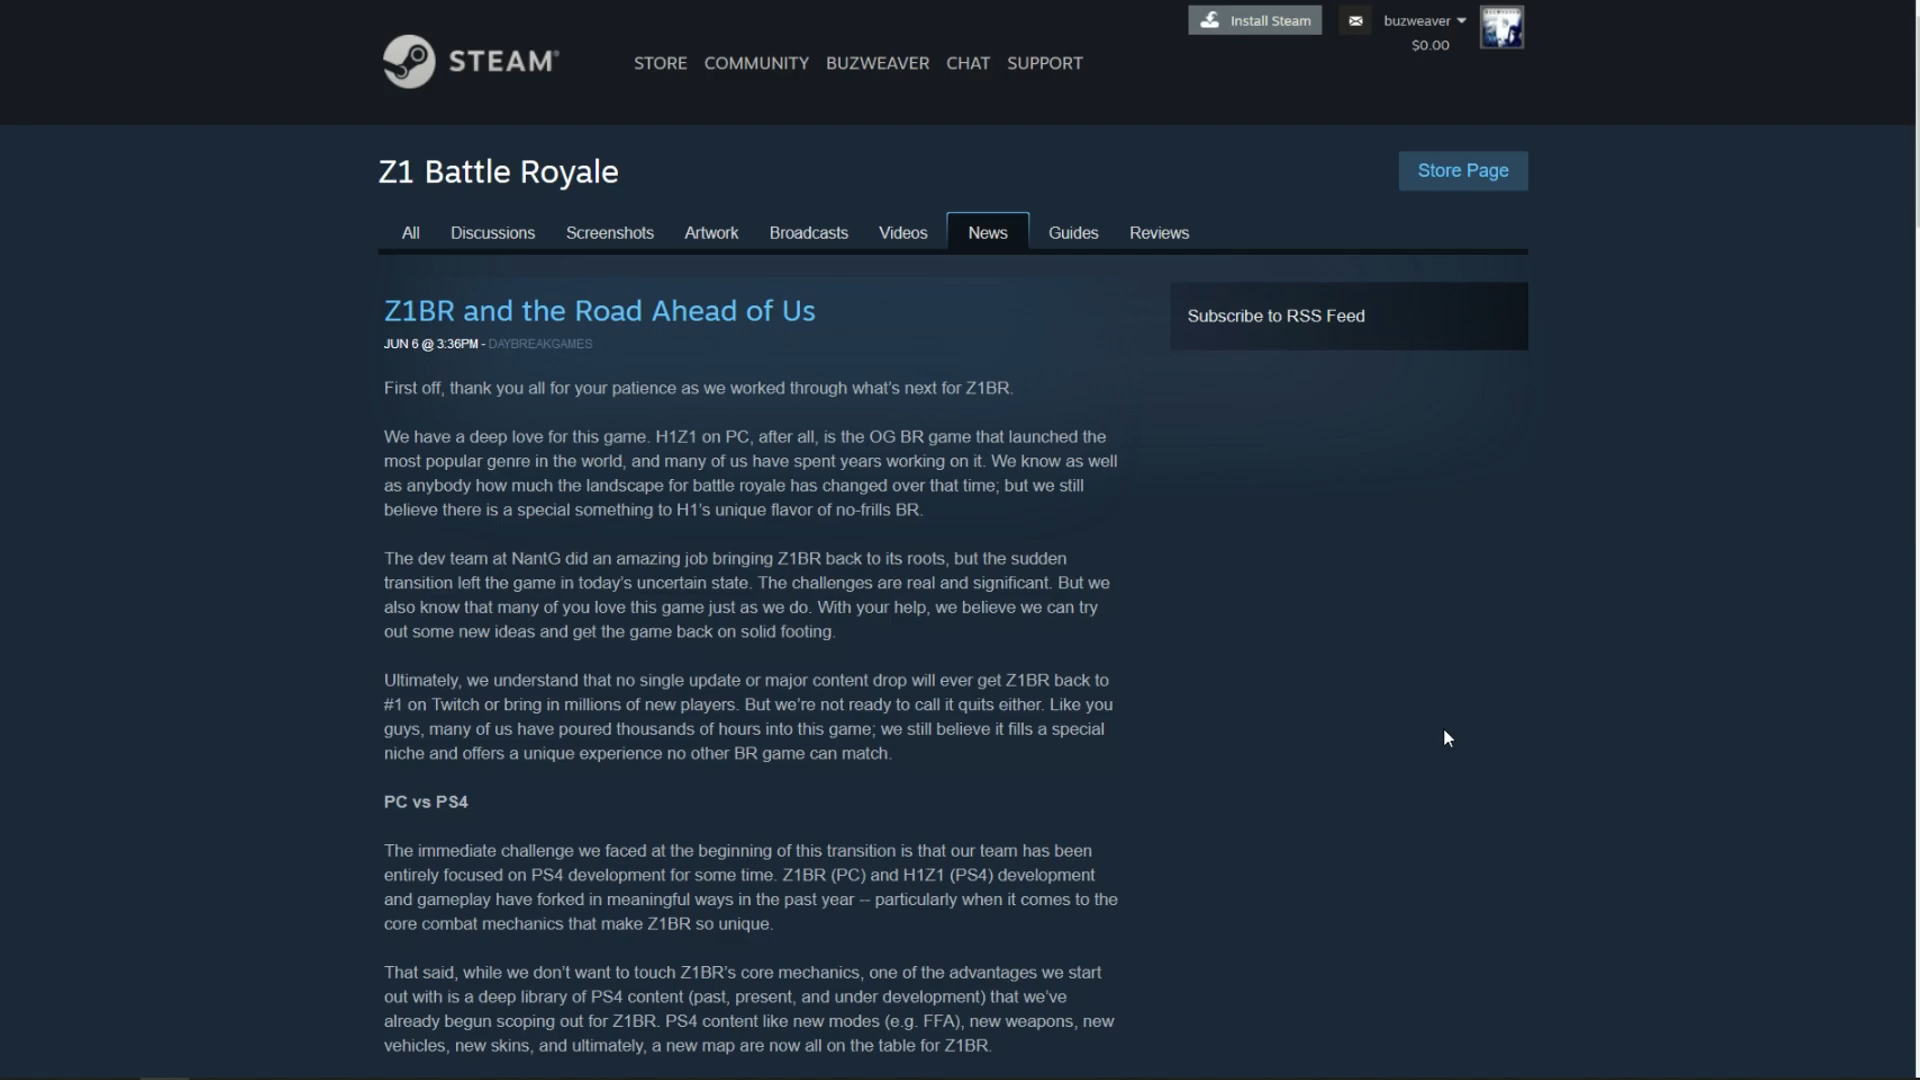 Install Steam
buzweaver
$0.00
STEAM®
STORE COMMUNITY BUZWEAVER CHAT SUPPORT
Z1 Battle Royale
Store Page
All Discussions Screenshots Artwork Broadcasts Videos News Guides Reviews
Z1BR and the Road Ahead of Us
JUN 6 @ 3:36PM - DAYBREAKGAMES
Subscribe to RSS Feed
First off, thank you all for your patience as we worked through what's next for Z1BR.
We have a deep love for this game. H1Z1 on PC, after all, is the OG BR game that launched the
most popular genre in the world, and many of us have spent years working on it. We know as well
as anybody how much the landscape for battle royale has changed over that time; but we still
believe there is a special something to H1's unique flavor of no-frills BR.
The dev team at NantG did an amazing job bringing Z1BR back to its roots, but the sudden
transition left the game in today's uncertain state. The challenges are real and significant. But we
also know that many of you love this game just as we do. With your help, we believe we can try
out some new ideas and get the game back on solid footing.
Ultimately, we understand that no single update or major content drop will ever get Z1BR back to
#1 on Twitch or bring in millions of new players. But we're not ready to call it quits either. Like you
guys, many of us have poured thousands of hours into this game; we still believe it fills a special
niche and offers a unique experience no other BR game can match.
PC vs PS4
The immediate challenge we faced at the beginning of this transition is that our team has been
entirely focused on PS4 development for some time. Z1BR (PC) and H1Z1 (PS4) development
and gameplay have forked in meaningful ways in the past year -- particularly when it comes to the
core combat mechanics that make Z1BR so unique.
That said, while we don't want to touch Z1BR's core mechanics, one of the advantages we start
out with is a deep library of PS4 content (past, present, and under development) that we've
already begun scoping out for Z1BR. PS4 content like new modes (e.g. FFA), new weapons, new
vehicles, new skins, and ultimately, a new map are now all on the table for Z1BR.